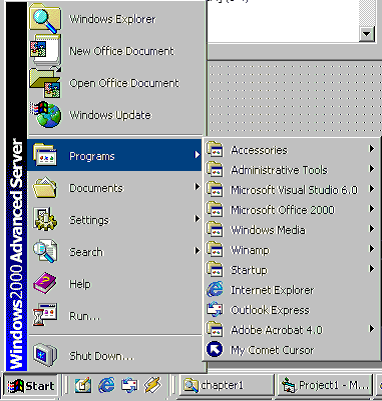 Windows Explorer
New Office Document
Open Office Document
Windows Update
Programs
Documents
Settings
Search
Help
Run...
Shut Down...
Windows2000 Advanced Server
Accessories
Administrative Tools
Microsoft Visual Studio 6.0
Microsoft Office 2000
Windows Media
Winamp
Startup
Internet Explorer
Outlook Express
Adobe Acrobat 4.0
My Comet Cursor
Start
chapter1
Project1 - M...